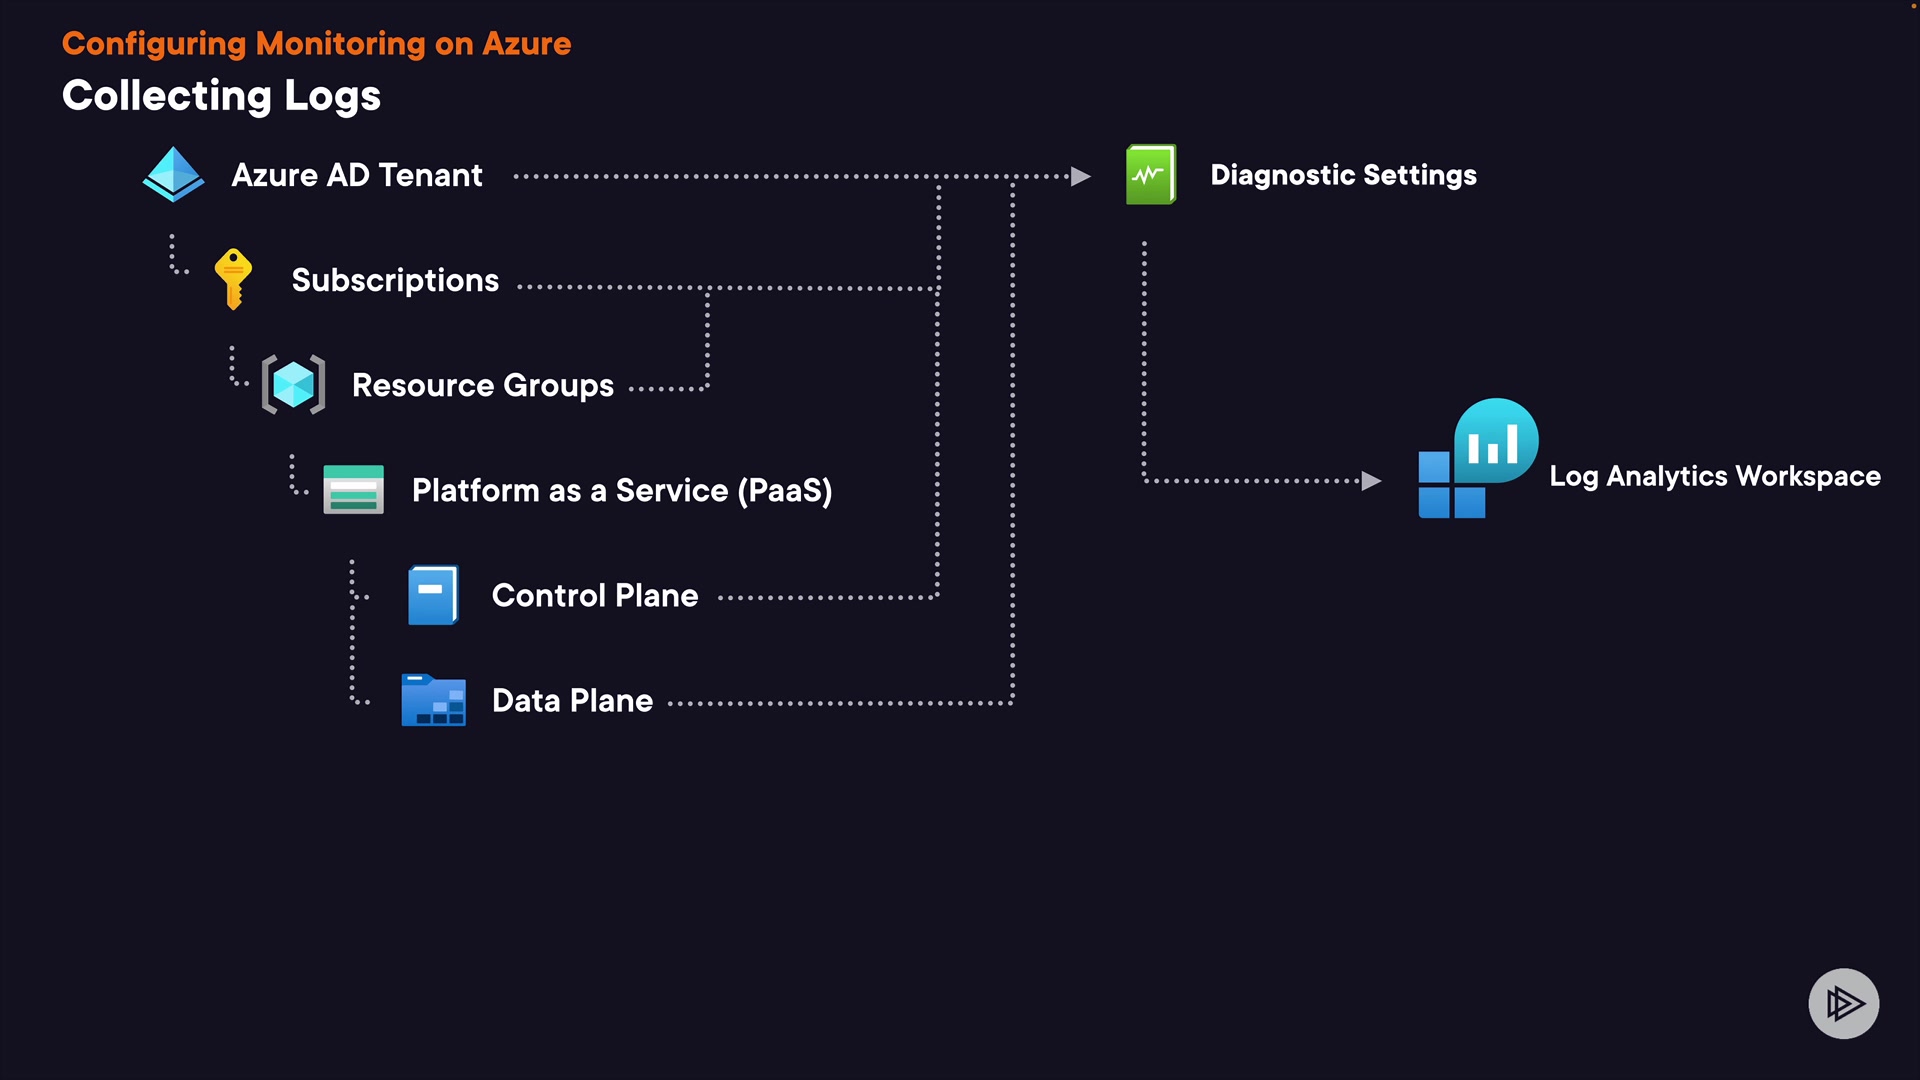 Configuring Monitoring on Azure
Collecting Logs
Azure AD Tenant
Diagnostic Settings
Subscriptions
Resource Groups
Log Analytics Workspace
Platform as a Service (PaaS)
Control Plane
Data Plane